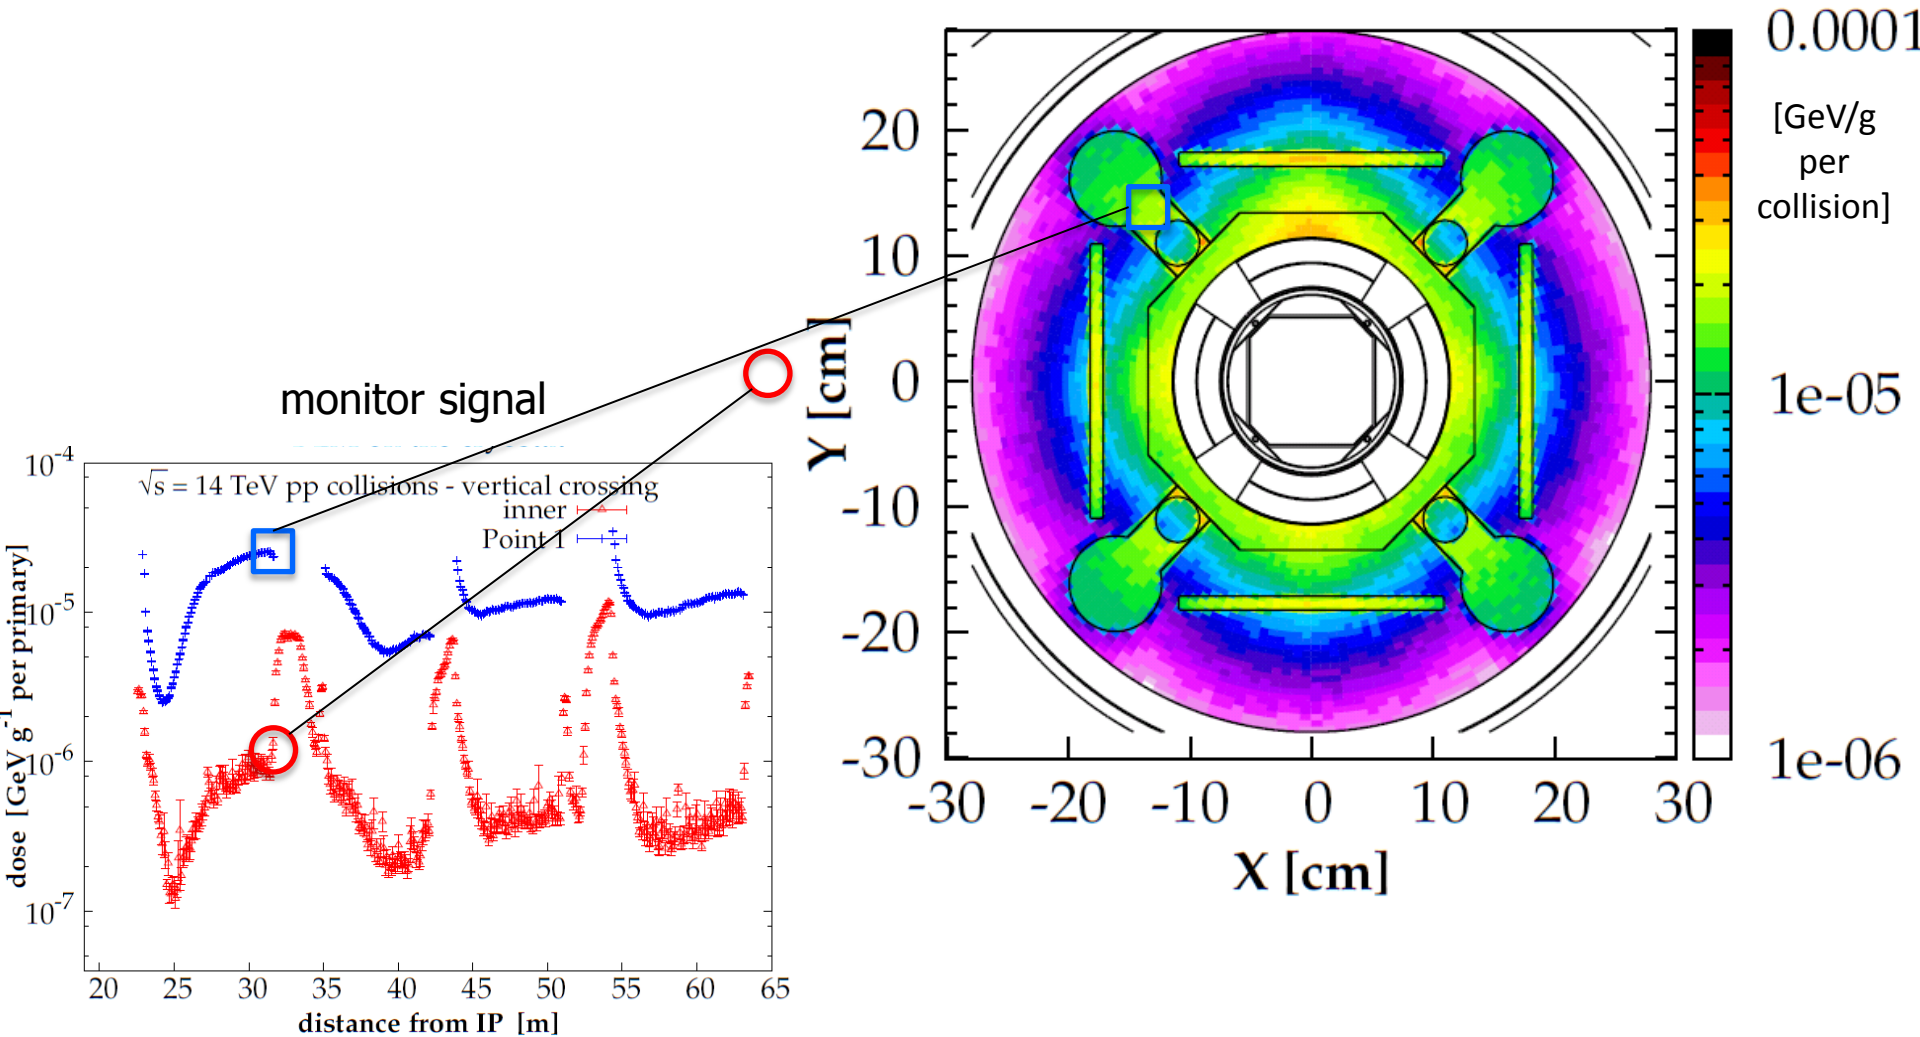 monitor signal
√s = 14 TeV pp collisions - vertical crossing
inner
Point 1
10-4
10-5
10-6
10-7
dose [GeV g-1 per primary]
20 25 30 35 40 45 50 55 60 65
distance from IP [m]
20
10
0
-10
-20
-30
Y [cm]
-30 -20 -10 0 10 20 30
X [cm]
0.0001
[GeV/g
per
collision]
1e-05
1e-06